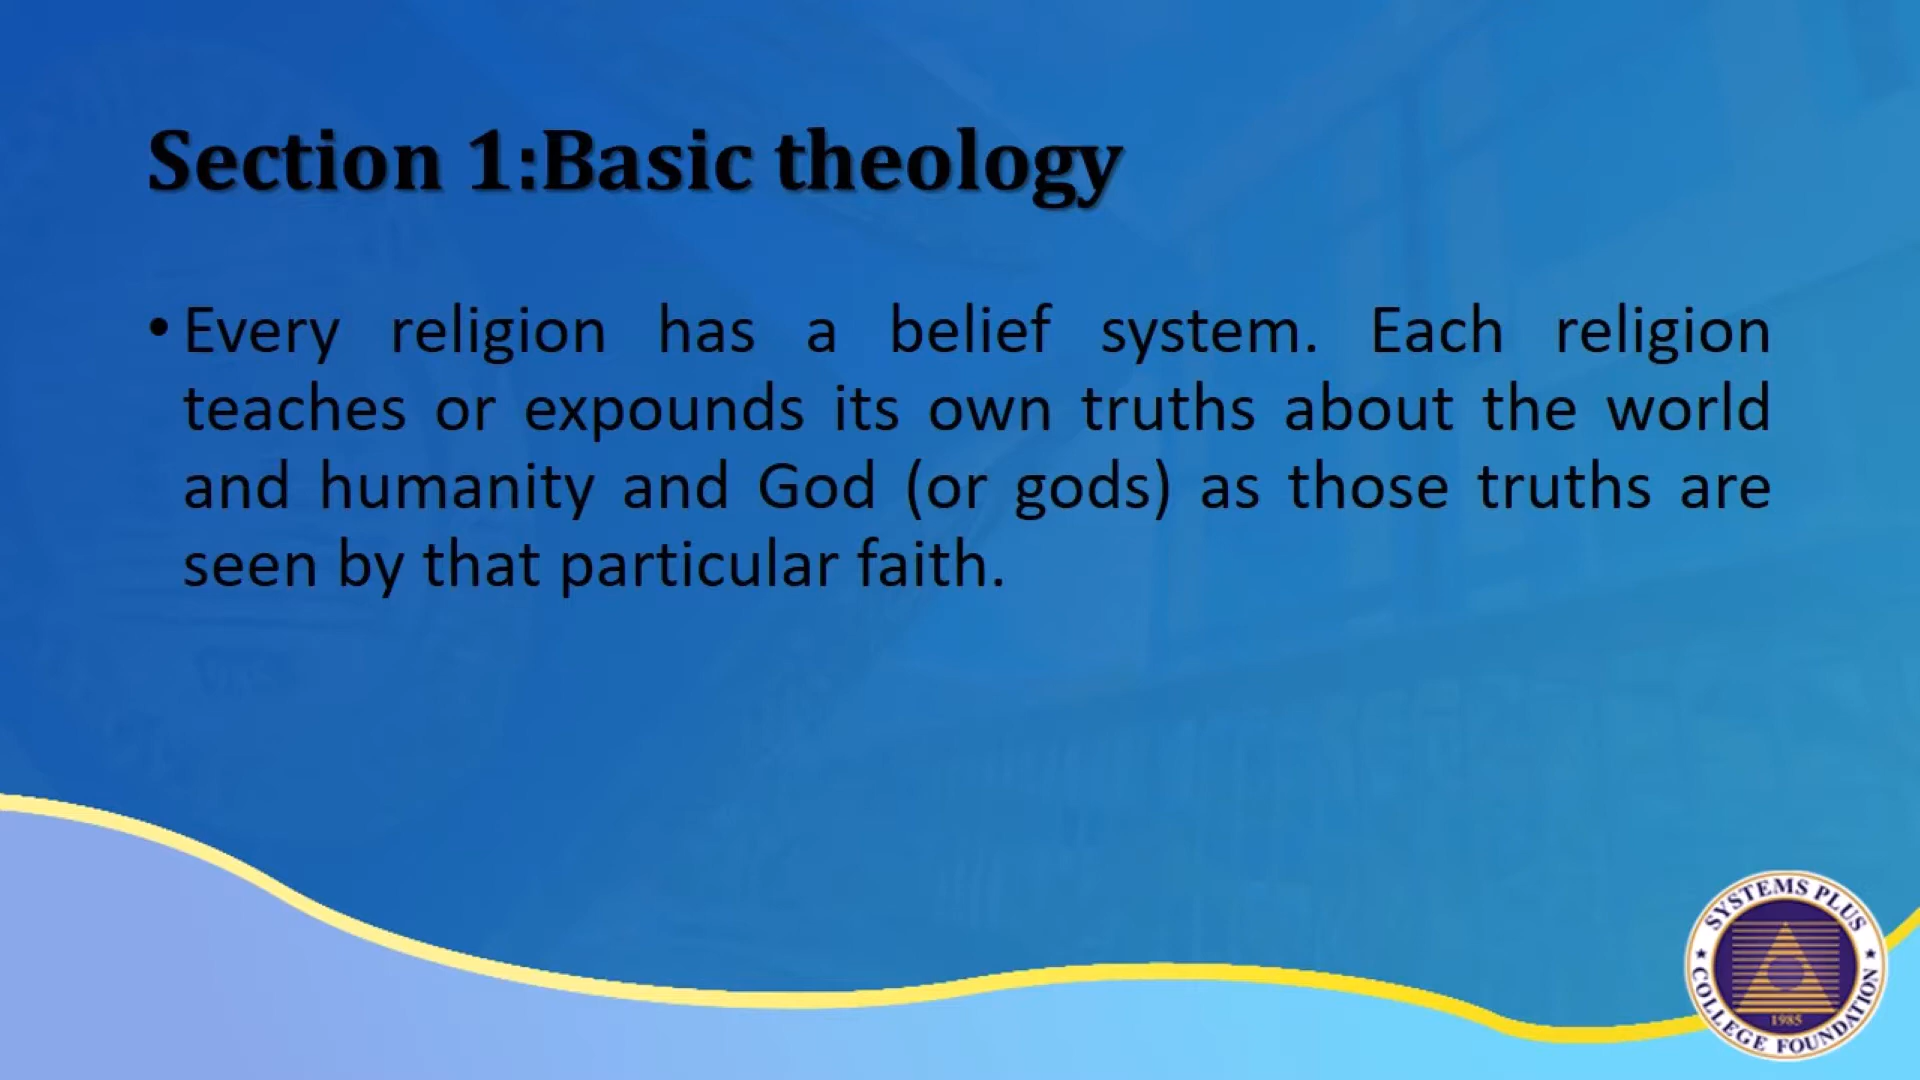 Section 1:Basic theology
• Every religion has a belief system. Each religion
teaches or expounds its own truths about the world
and humanity and God (or gods) as those truths are
seen by that particular faith.
SYSTEMS PLUS
COLLEGE FOUNDATION
1985